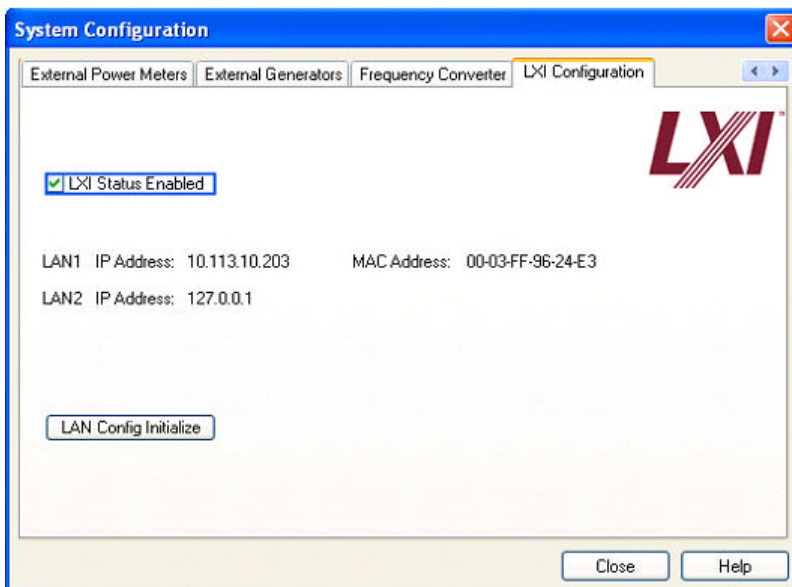 System Configuration
External Power Meters External Generators Frequency Converter LXI Configuration
LXI
LXI Status Enabled
LAN1 IP Address: 10.113.10.203 MAC Address: 00-03-FF-96-24-E3
LAN2 IP Address: 127.0.0.1
LAN Config Initialize
Close Help